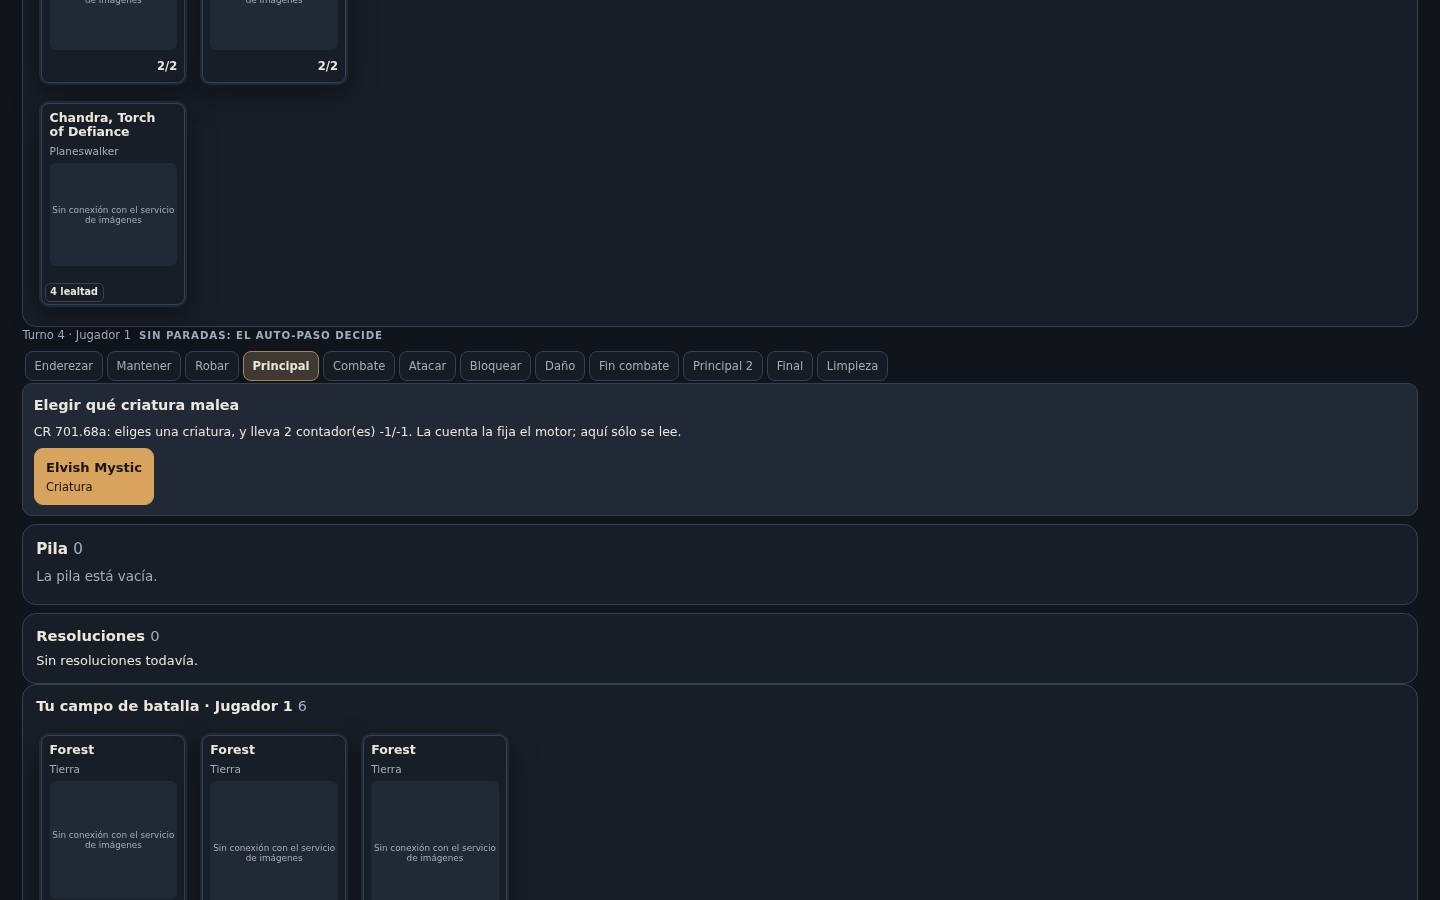 de imágenes
de imágenes
2/2
2/2
Chandra, Torch
of Defiance
Planeswalker
Sin conexión con el servicio
de imágenes
4 lealtad
Turno 4 · Jugador 1 SIN PARADAS: EL AUTO-PASO DECIDE
Enderezar Mantener Robar Principal Combate Atacar Bloquear Daño Fin combate Principal 2 Final Limpieza
Elegir qué criatura malea
CR 701.68a: eliges una criatura, y lleva 2 contador(es) -1/-1. La cuenta la fija el motor; aquí sólo se lee.
Elvish Mystic
Criatura
Pila 0
La pila está vacía.
Resoluciones 0
Sin resoluciones todavía.
Tu campo de batalla · Jugador 1 6
Forest
Tierra
Sin conexión con el servicio
de imágenes
Forest
Tierra
Sin conexión con el servicio
de imágenes
Forest
Tierra
Sin conexión con el servicio
de imágenes